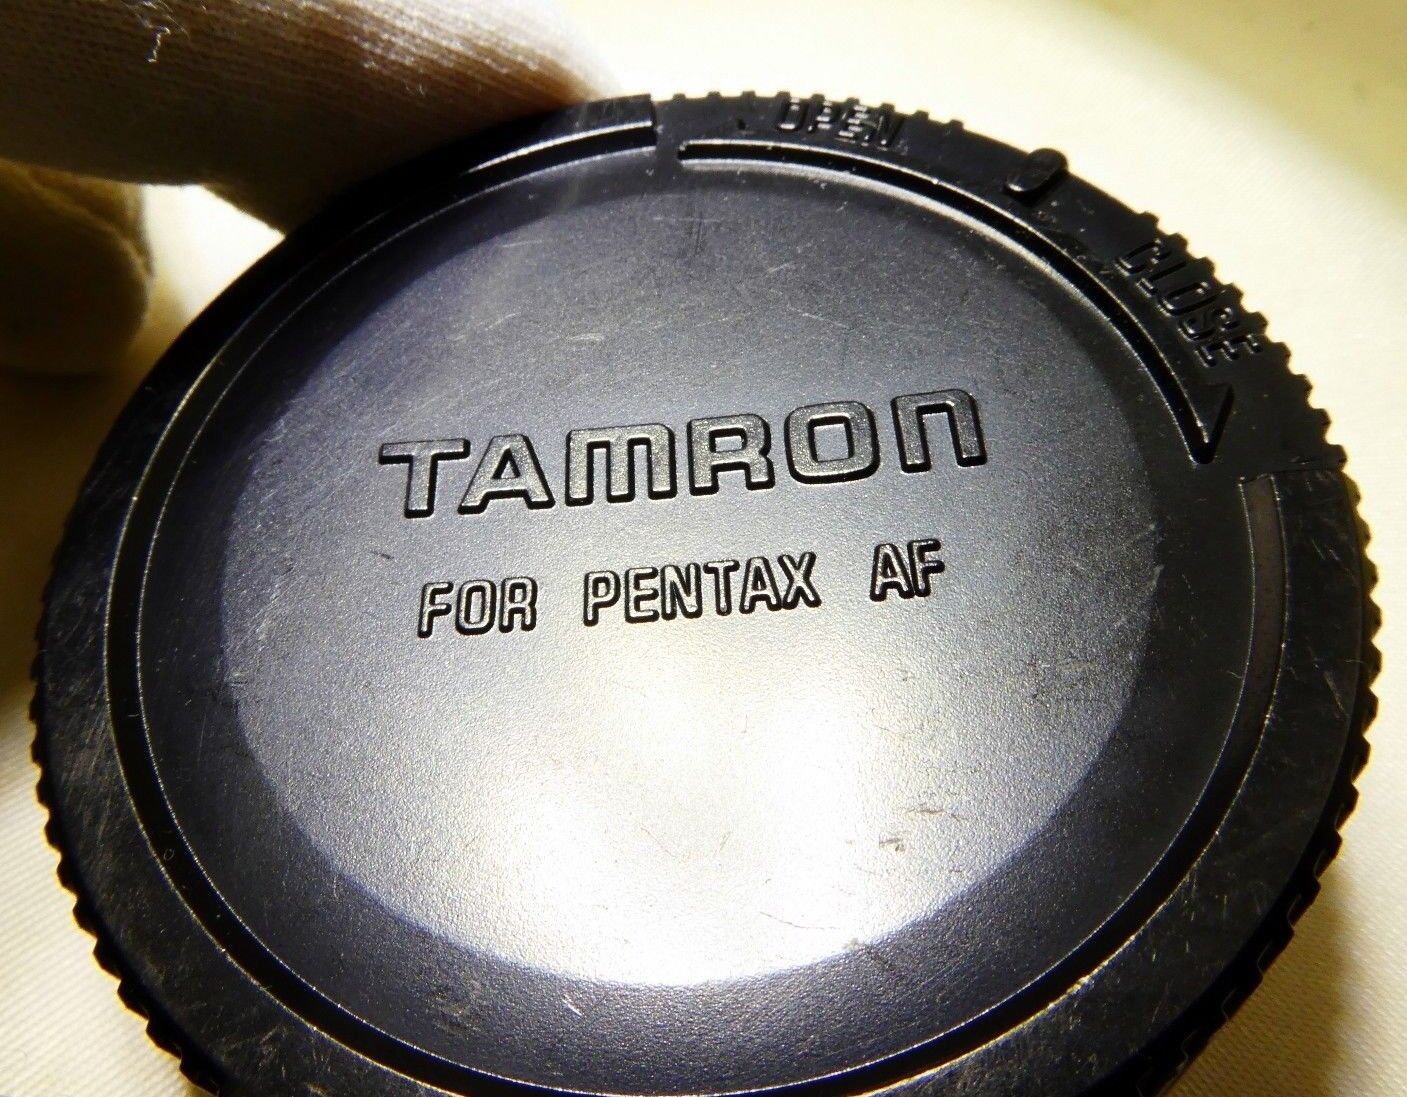 OPEN
CLOSE
TAMRON
FOR PENTAX AF